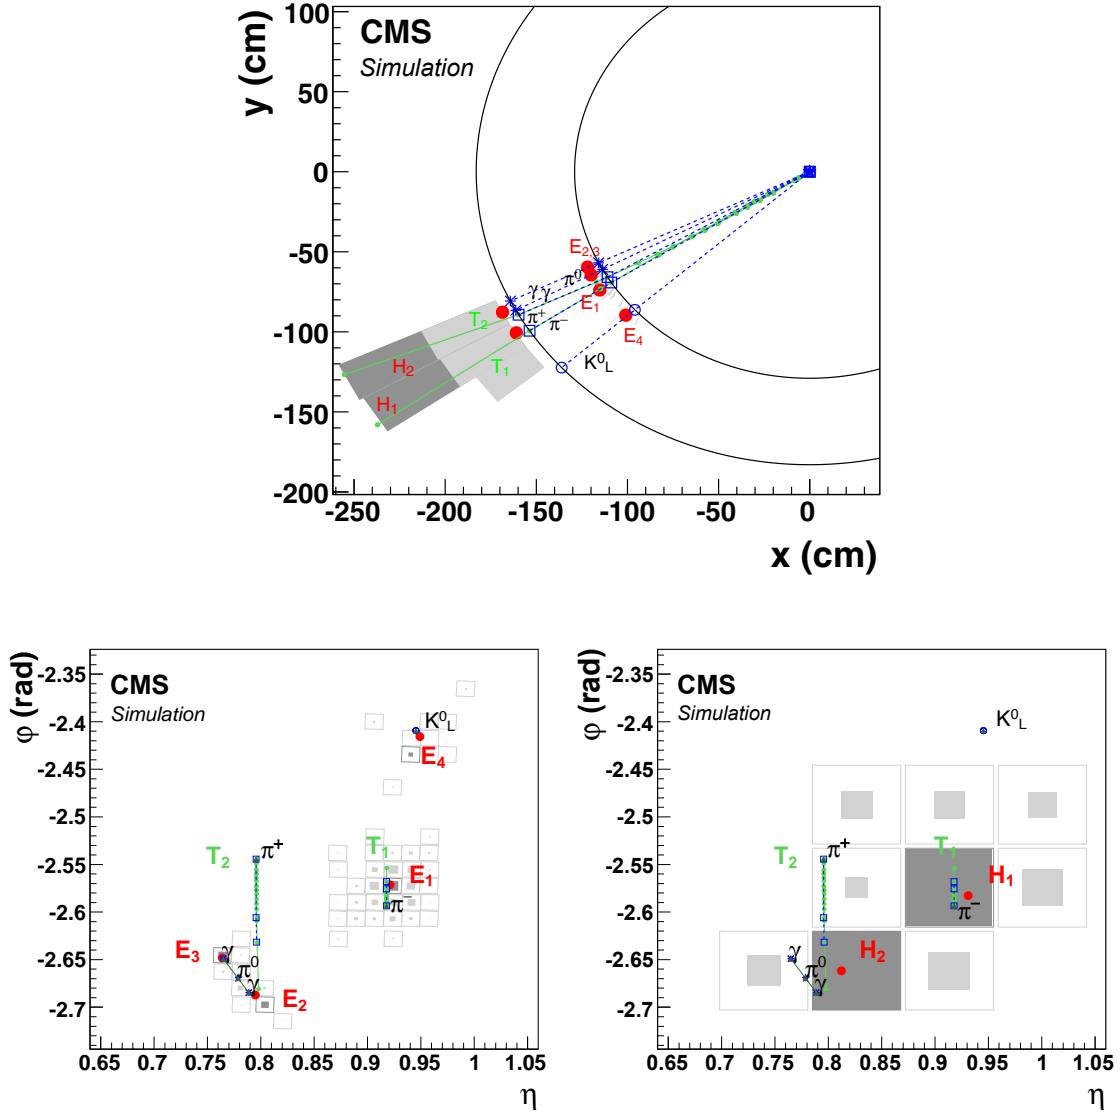 CMS
Simulation
y (cm)
100
50
0
-50
-100
-150
-200
E2,3
π0
γ γ
E1
π+
π−
T2
E4
K0L
T1
H2
H1
-250 -200 -150 -100 -50 0
x (cm)
φ (rad)
CMS
Simulation
-2.35
-2.4
-2.45
-2.5
-2.55
-2.6
-2.65
-2.7
K0L
E4
T1
T2
π+
E1
π−
E3
γ
π0
γ
E2
0.65 0.7 0.75 0.8 0.85 0.9 0.95 1 1.05
η
φ (rad)
CMS
Simulation
-2.35
-2.4
-2.45
-2.5
-2.55
-2.6
-2.65
-2.7
K0L
T2
π+
T1
H1
π−
H2
γ
π0
γ
0.65 0.7 0.75 0.8 0.85 0.9 0.95 1 1.05
η